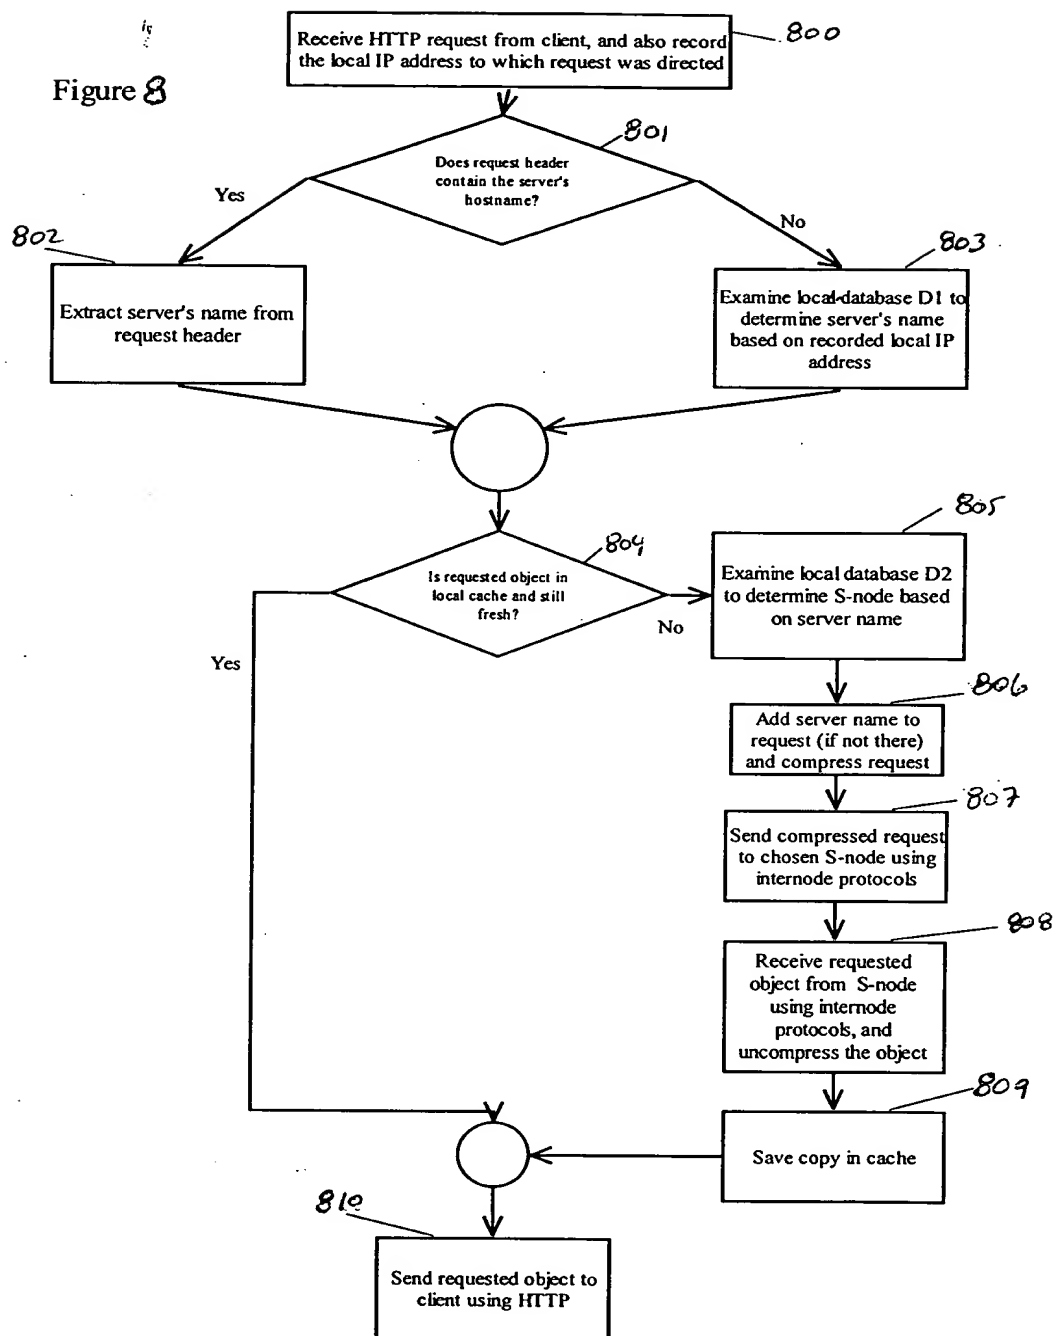 Receive HTTP request from client, and also record
the local IP address to which request was directed
800
Figure 8
801
Does request header
contain the server's
hostname?
Yes
No
802
Extract server's name from
request header
803
Examine local database D1 to
determine server's name
based on recorded local IP
address
804
Is requested object in
local cache and still
fresh?
Yes
No
805
Examine local database D2
to determine S-node based
on server name
806
Add server name to
request (if not there)
and compress request
807
Send compressed request
to chosen S-node using
internode protocols
808
Receive requested
object from S-node
using internode
protocols, and
uncompress the object
809
Save copy in cache
810
Send requested object to
client using HTTP